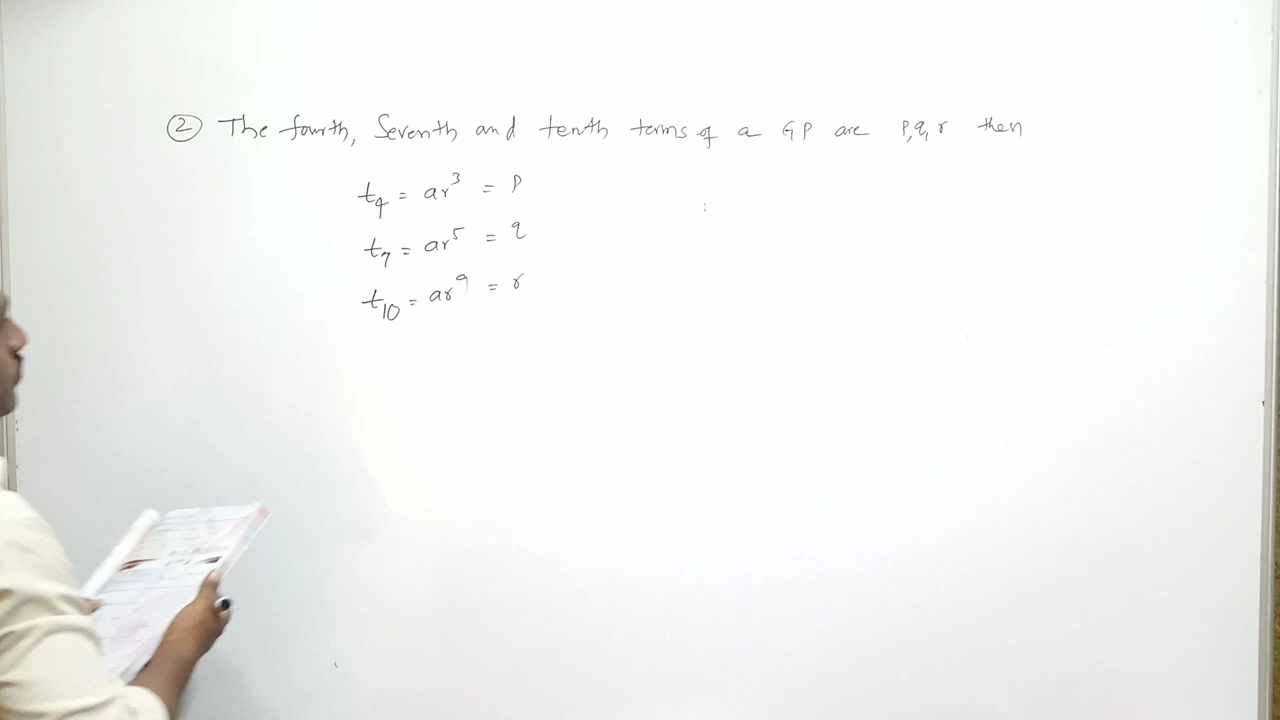 ② The fourth, Seventh and tenth terms of a GP are p,q,r then
t₄ = ar³ = p
t₇ = ar⁵ = q
t₁₀ = ar⁹ = r